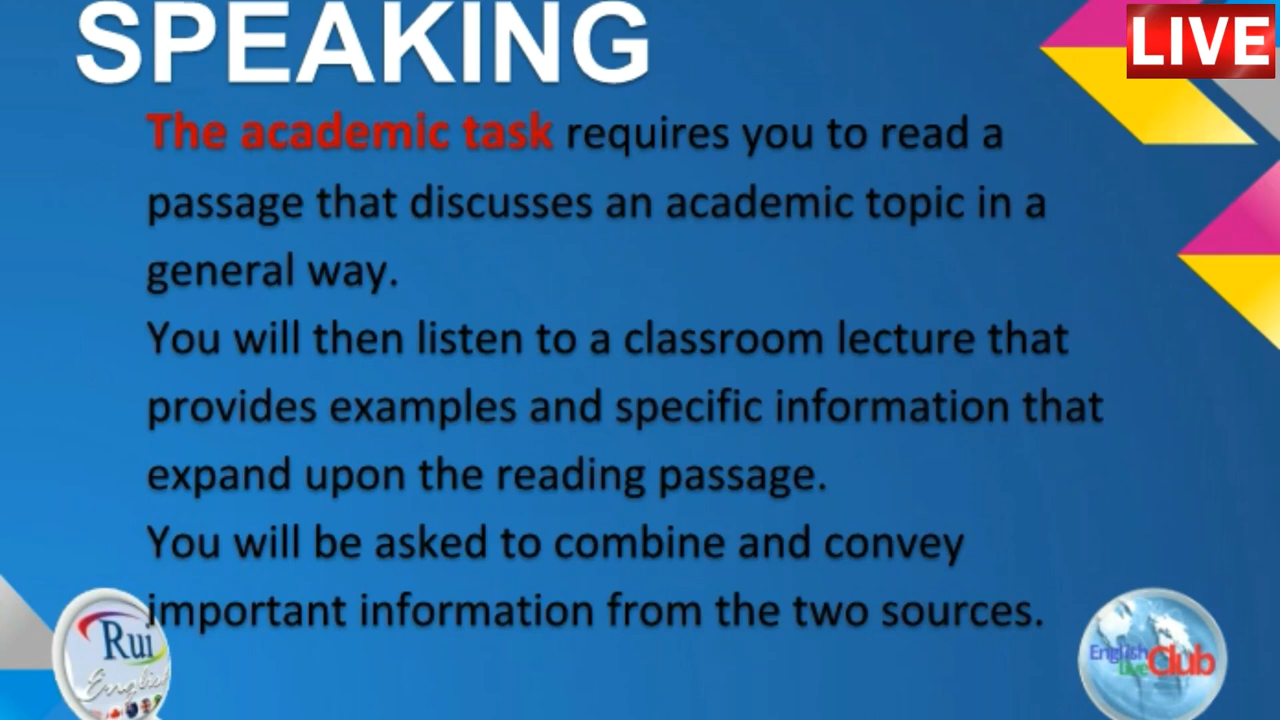 SPEAKING
LIVE
The academic task requires you to read a
passage that discusses an academic topic in a
general way.
You will then listen to a classroom lecture that
provides examples and specific information that
expand upon the reading passage.
You will be asked to combine and convey
important information from the two sources.
Rui
English
English
Live Club